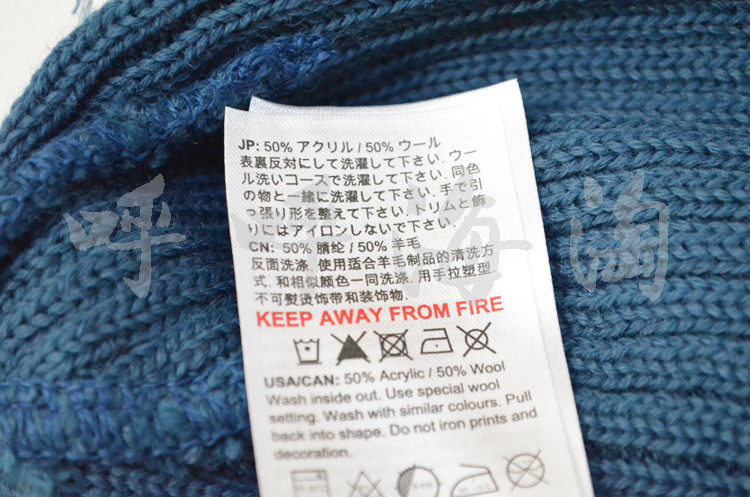 JP: 50% アクリル / 50% ウール
表裏反対にして洗濯して下さい. ウー
ル洗いコースで洗濯して下さい. 同色
の物と一緒に洗濯して下さい. 手で引
っ張り形を整えて下さい. トリムと飾
りにはアイロンしないで下さい.
CN: 50% 腈纶 / 50% 羊毛
反面洗涤. 使用适合羊毛制品的清洗方
式. 和相似颜色一同洗涤. 用手拉塑型.
不可熨烫饰带和装饰物.
KEEP AWAY FROM FIRE
USA/CAN: 50% Acrylic / 50% Wool
Wash inside out. Use special wool
setting. Wash with similar colours. Pull
back into shape. Do not iron prints and
decoration.